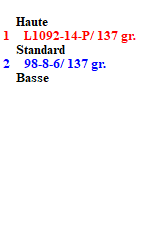 Haute
1 L1092-14-P/ 137 gr.
Standard
2 98-8-6/ 137 gr.
Basse